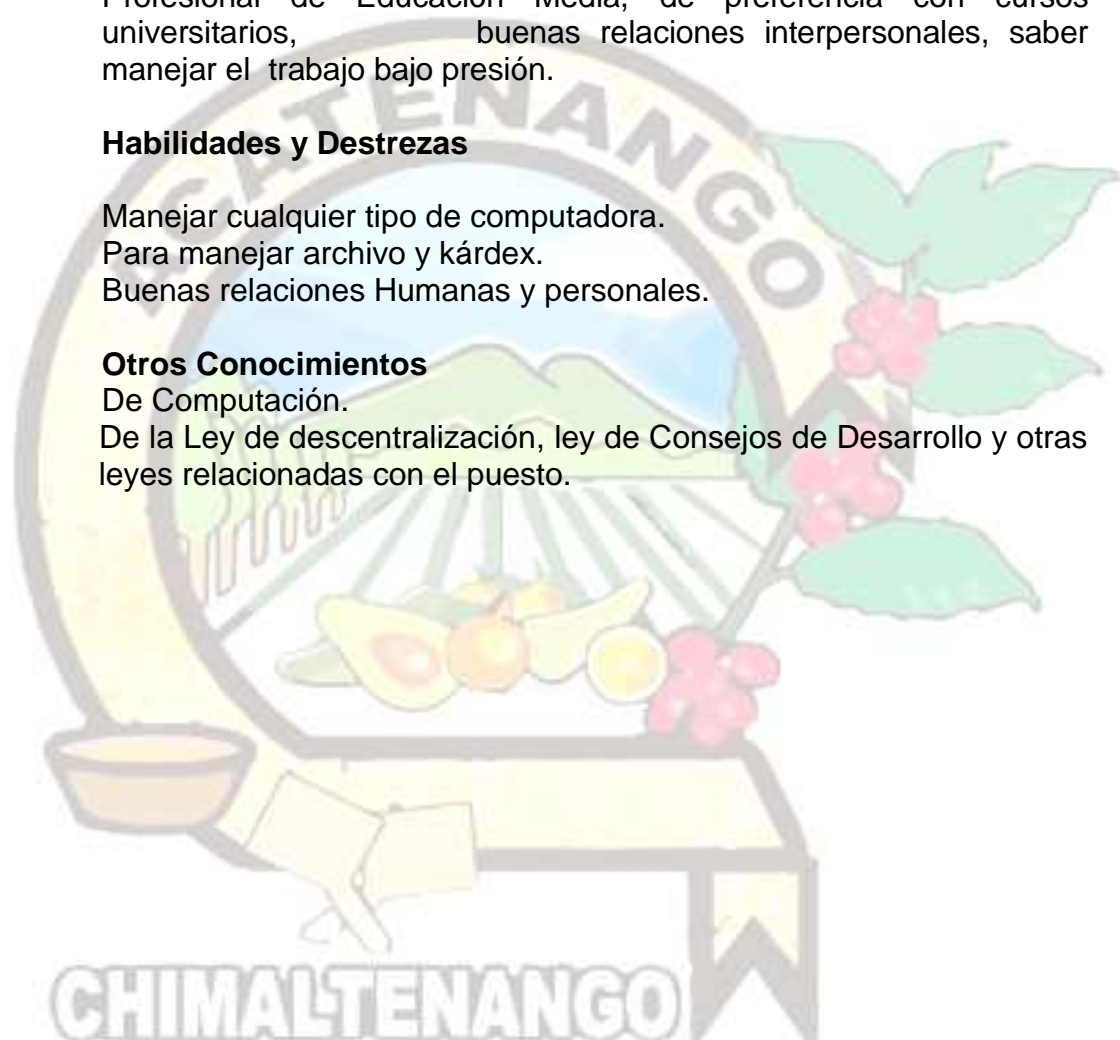 Profesional de Educación Media, de preferencia con cursos
universitarios, buenas relaciones interpersonales, saber
manejar el trabajo bajo presión.
Habilidades y Destrezas
Manejar cualquier tipo de computadora.
Para manejar archivo y kárdex.
Buenas relaciones Humanas y personales.
Otros Conocimientos
De Computación.
De la Ley de descentralización, ley de Consejos de Desarrollo y otras
leyes relacionadas con el puesto.
ACATENANGO
CHIMALTENANGO